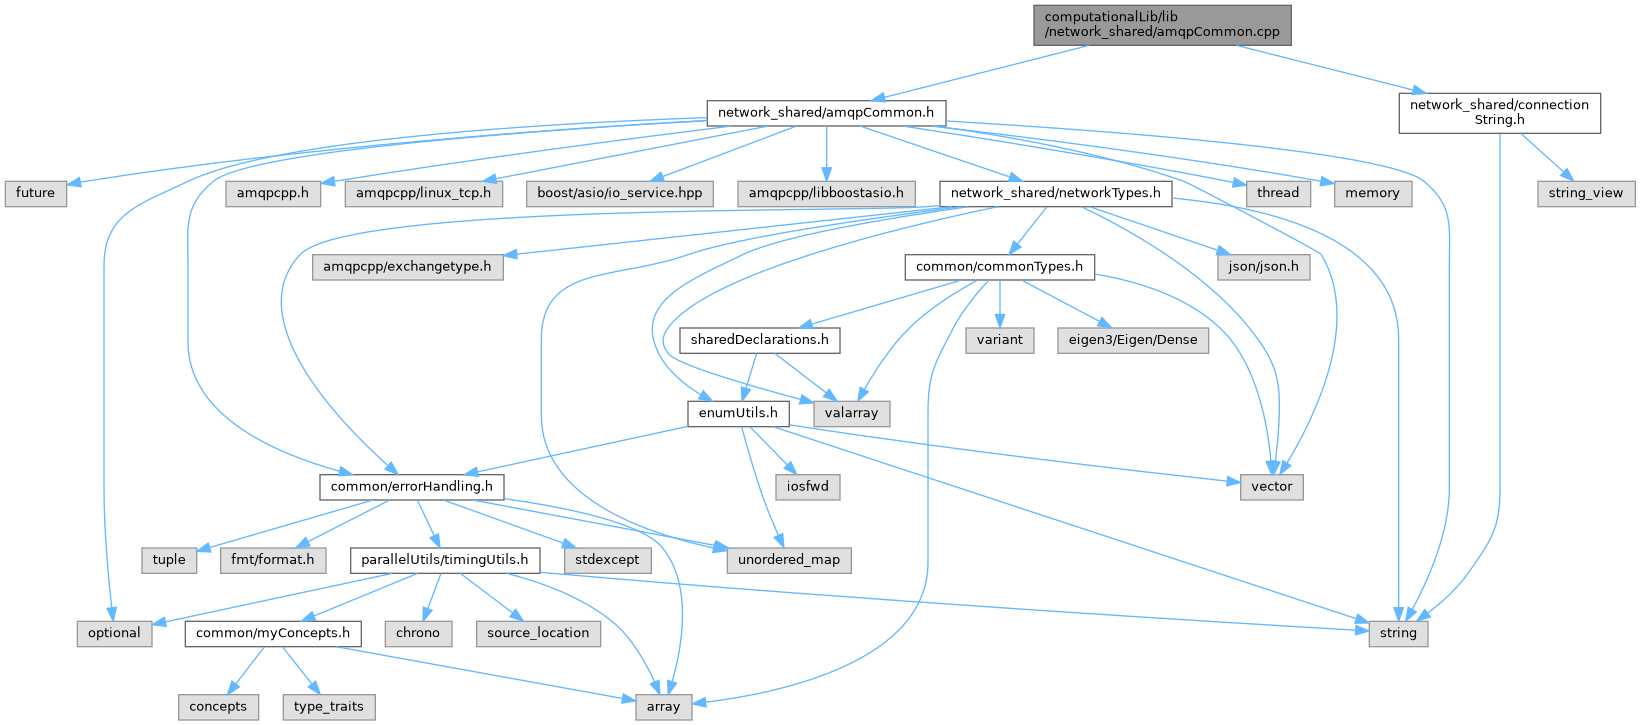 computationalLib/lib
/network_shared/amqpCommon.cpp
network_shared/amqpCommon.h
network_shared/connection
String.h
future
amqpcpp.h
amqpcpp/linux_tcp.h
boost/asio/io_service.hpp
amqpcpp/libboostasio.h
network_shared/networkTypes.h
thread
memory
string_view
amqpcpp/exchangetype.h
common/commonTypes.h
json/json.h
sharedDeclarations.h
variant
eigen3/Eigen/Dense
enumUtils.h
valarray
common/errorHandling.h
iosfwd
vector
tuple
fmt/format.h
parallelUtils/timingUtils.h
stdexcept
unordered_map
optional
common/myConcepts.h
chrono
source_location
string
concepts
type_traits
array